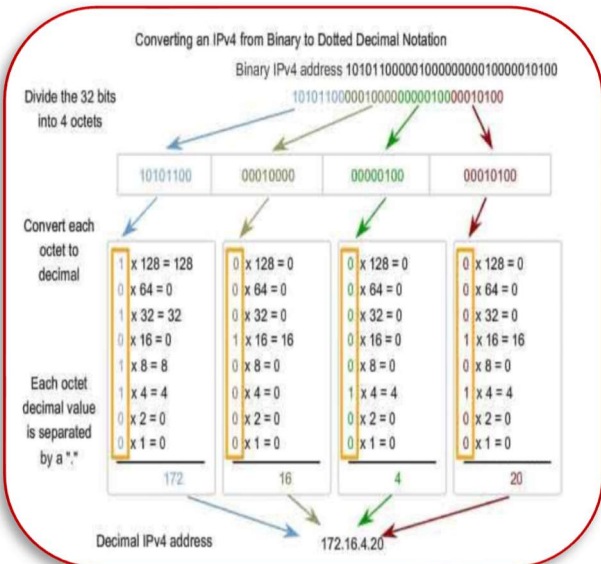 Converting an IPv4 from Binary to Dotted Decimal Notation
Binary IPv4 address 10101100000100000000010000010100
Divide the 32 bits
into 4 octets
10101100000100000000010000010100
10101100 00010000 00000100 00010100
Convert each
octet to
decimal
1 x 128 = 128 0 x 128 = 0 0 x 128 = 0 0 x 128 = 0
0 x 64 = 0 0 x 64 = 0 0 x 64 = 0 0 x 64 = 0
1 x 32 = 32 0 x 32 = 0 0 x 32 = 0 0 x 32 = 0
0 x 16 = 0 1 x 16 = 16 0 x 16 = 0 1 x 16 = 16
1 x 8 = 8 0 x 8 = 0 0 x 8 = 0 0 x 8 = 0
1 x 4 = 4 0 x 4 = 0 1 x 4 = 4 1 x 4 = 4
0 x 2 = 0 0 x 2 = 0 0 x 2 = 0 0 x 2 = 0
0 x 1 = 0 0 x 1 = 0 0 x 1 = 0 0 x 1 = 0
Each octet
decimal value
is separated
by a "."
172 16 4 20
Decimal IPv4 address
172.16.4.20